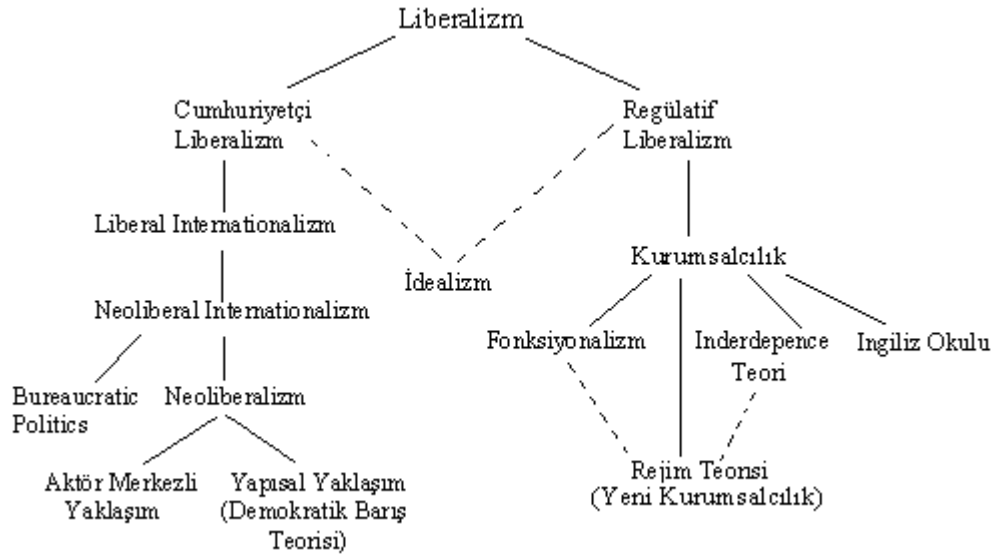 Liberalizm
Cumhuriyetçi
Liberalizm
Regülatif
Liberalizm
Liberal Internationalizm
Kurumsalcılık
İdealizm
Neoliberal Internationalizm
Fonksiyonalizm
Inderdepence
Teori
Ingiliz Okulu
Bureaucratic
Politics
Neoliberalizm
Aktör Merkezli
Yaklaşım
Yapısal Yaklaşım
(Demokratik Barış
Teorisi)
Rejim Teorisi
(Yeni Kurumsalcılık)